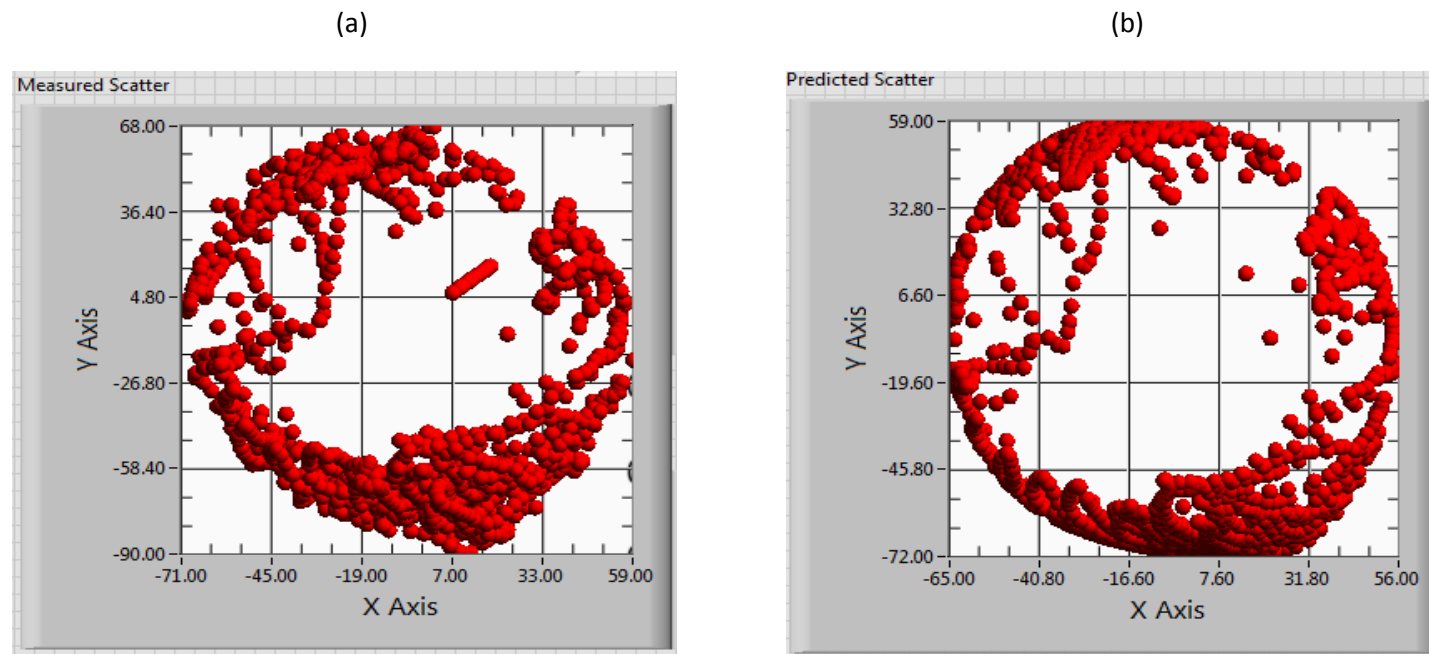 (a)
(b)
Measured Scatter
68.00
36.40
4.80
-26.80
-58.40
-90.00
Y Axis
-71.00 -45.00 -19.00 7.00 33.00 59.00
X Axis
Predicted Scatter
59.00
32.80
6.60
-19.60
-45.80
-72.00
Y Axis
-65.00 -40.80 -16.60 7.60 31.80 56.00
X Axis